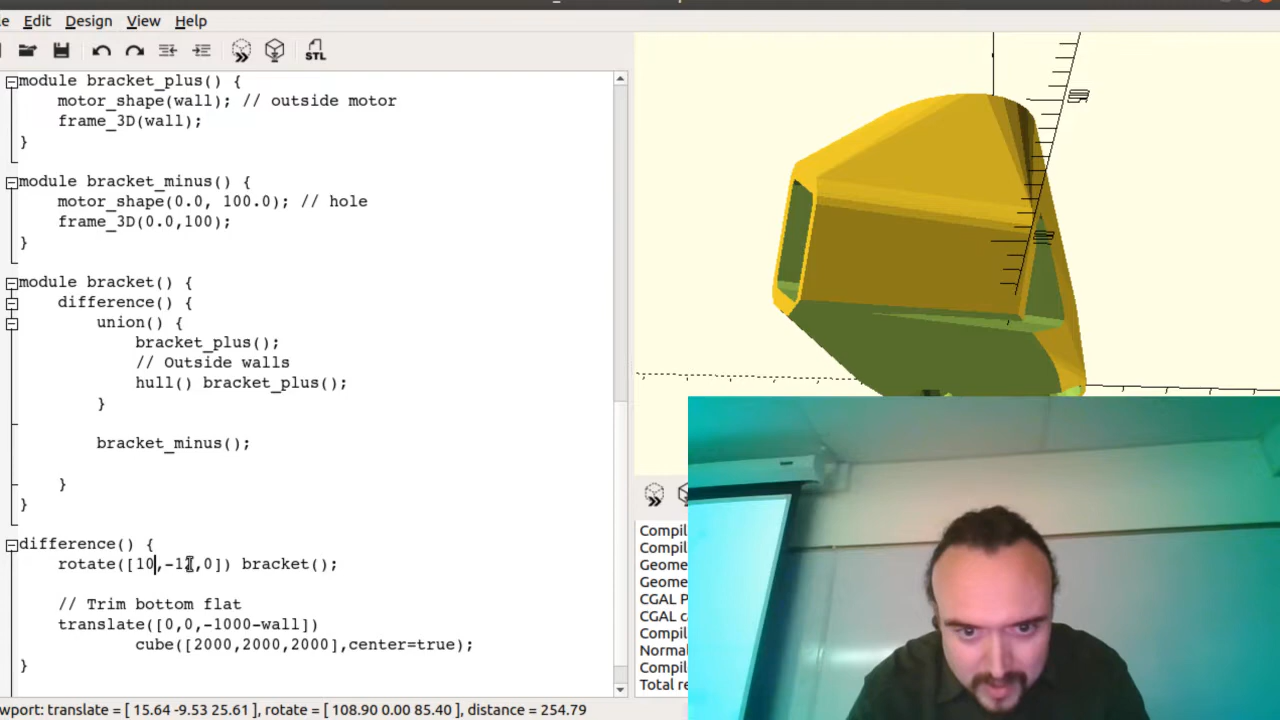 Edit Design View Help
STL
module bracket_plus() {
motor_shape(wall); // outside motor
frame_3D(wall);
}
module bracket_minus() {
motor_shape(0.0, 100.0); // hole
frame_3D(0.0,100);
}
module bracket() {
difference() {
union() {
bracket_plus();
// Outside walls
hull() bracket_plus();
}
bracket_minus();
}
}
difference() {
rotate([10,-12,0]) bracket();
// Trim bottom flat
translate([0,0,-1000-wall])
cube([2000,2000,2000],center=true);
}
Compil
Compil
Geome
Geome
CGAL P
CGAL c
Compil
Normal
Compil
Total re
wport: translate = [ 15.64 -9.53 25.61 ], rotate = [ 108.90 0.00 85.40 ], distance = 254.79